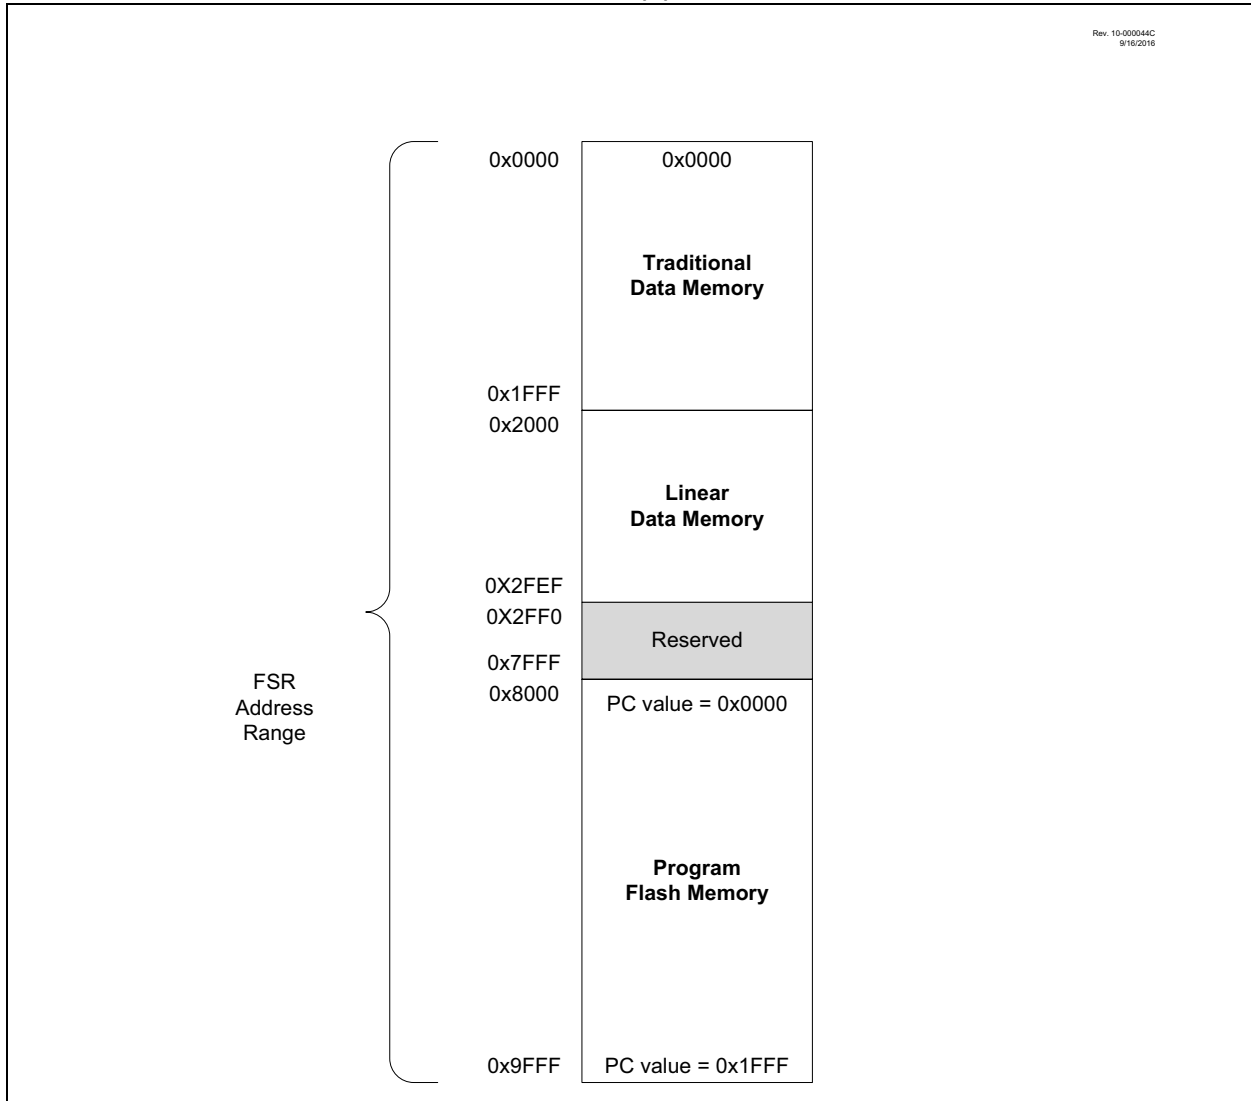 Rev. 10-000044C
9/16/2016
0x0000
0x0000
Traditional
Data Memory
0x1FFF
0x2000
Linear
Data Memory
0X2FEF
0X2FF0
Reserved
0x7FFF
0x8000
PC value = 0x0000
FSR
Address
Range
Program
Flash Memory
0x9FFF
PC value = 0x1FFF